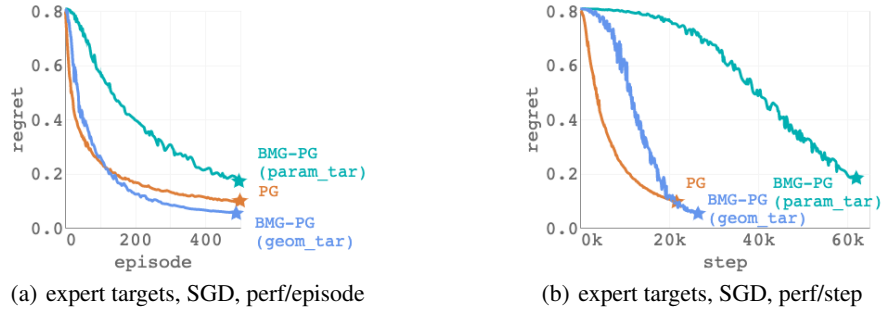 regret
0.8
0.6
0.4
0.2
0.0
0
200
400
episode
BMG-PG
(param_tar)
PG
BMG-PG
(geom_tar)
(a) expert targets, SGD, perf/episode
regret
0.8
0.6
0.4
0.2
0.0
0k
20k
40k
60k
step
PG
BMG-PG
(geom_tar)
BMG-PG
(param_tar)
(b) expert targets, SGD, perf/step